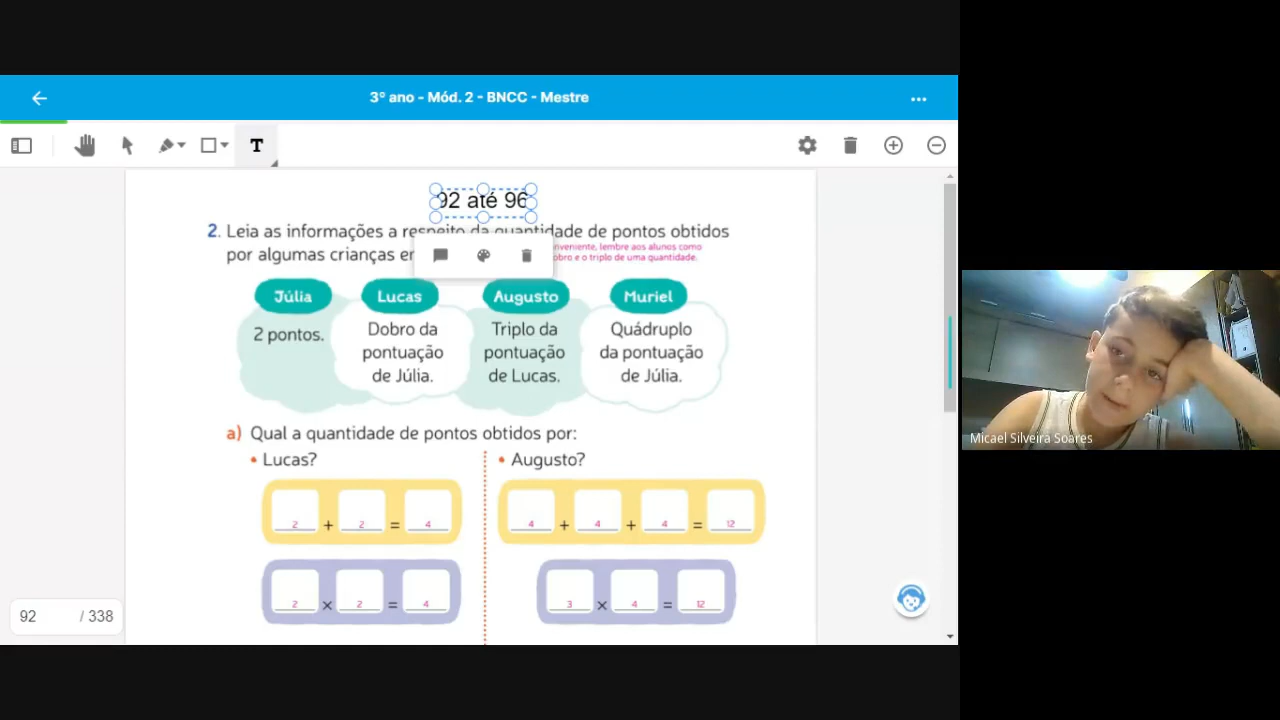 3º ano - Mód. 2 - BNCC - Mestre
T
92 até 96
2. Leia as informações a respeito da quantidade de pontos obtidos
por algumas crianças
nveniente, lembre aos alunos como
obro e o triplo de uma quantidade.
Júlia
2 pontos.
Lucas
Dobro da
pontuação
de Júlia.
Augusto
Triplo da
pontuação
de Lucas.
Muriel
Quádruplo
da pontuação
de Júlia.
a) Qual a quantidade de pontos obtidos por:
• Lucas?
2 + 2 = 4
2 × 2 = 4
• Augusto?
4 + 4 + 4 = 12
3 × 4 = 12
92 / 338
Micael Silveira Soares